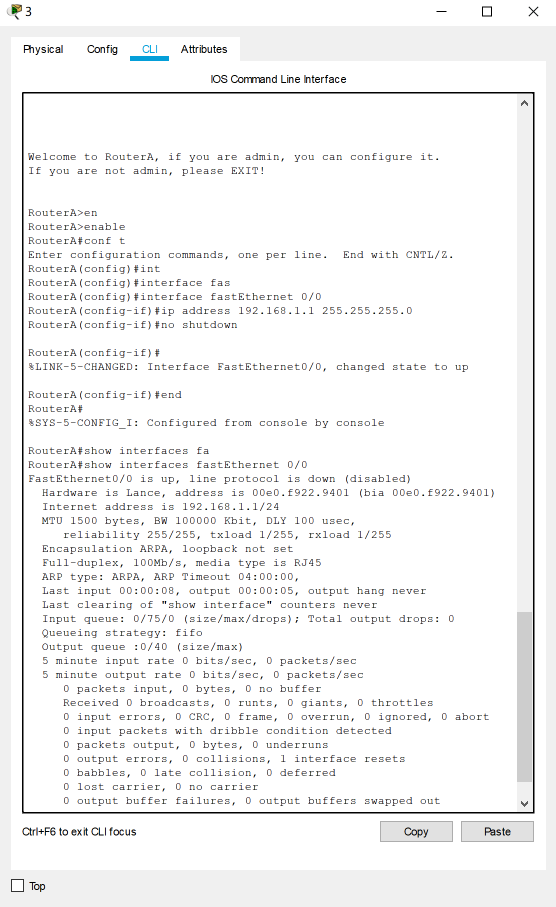 3
Physical Config CLI Attributes
IOS Command Line Interface
Welcome to RouterA, if you are admin, you can configure it.
If you are not admin, please EXIT!
RouterA>en
RouterA>enable
RouterA#conf t
Enter configuration commands, one per line.  End with CNTL/Z.
RouterA(config)#int
RouterA(config)#interface fas
RouterA(config)#interface fastEthernet 0/0
RouterA(config-if)#ip address 192.168.1.1 255.255.255.0
RouterA(config-if)#no shutdown
RouterA(config-if)#
%LINK-5-CHANGED: Interface FastEthernet0/0, changed state to up
RouterA(config-if)#end
RouterA#
%SYS-5-CONFIG_I: Configured from console by console
RouterA#show interfaces fa
RouterA#show interfaces fastEthernet 0/0
FastEthernet0/0 is up, line protocol is down (disabled)
Hardware is Lance, address is 00e0.f922.9401 (bia 00e0.f922.9401)
Internet address is 192.168.1.1/24
MTU 1500 bytes, BW 100000 Kbit, DLY 100 usec,
reliability 255/255, txload 1/255, rxload 1/255
Encapsulation ARPA, loopback not set
Full-duplex, 100Mb/s, media type is RJ45
ARP type: ARPA, ARP Timeout 04:00:00,
Last input 00:00:08, output 00:00:05, output hang never
Last clearing of "show interface" counters never
Input queue: 0/75/0 (size/max/drops); Total output drops: 0
Queueing strategy: fifo
Output queue :0/40 (size/max)
5 minute input rate 0 bits/sec, 0 packets/sec
5 minute output rate 0 bits/sec, 0 packets/sec
0 packets input, 0 bytes, 0 no buffer
Received 0 broadcasts, 0 runts, 0 giants, 0 throttles
0 input errors, 0 CRC, 0 frame, 0 overrun, 0 ignored, 0 abort
0 input packets with dribble condition detected
0 packets output, 0 bytes, 0 underruns
0 output errors, 0 collisions, 1 interface resets
0 babbles, 0 late collision, 0 deferred
0 lost carrier, 0 no carrier
0 output buffer failures, 0 output buffers swapped out
Ctrl+F6 to exit CLI focus
Copy Paste
Top